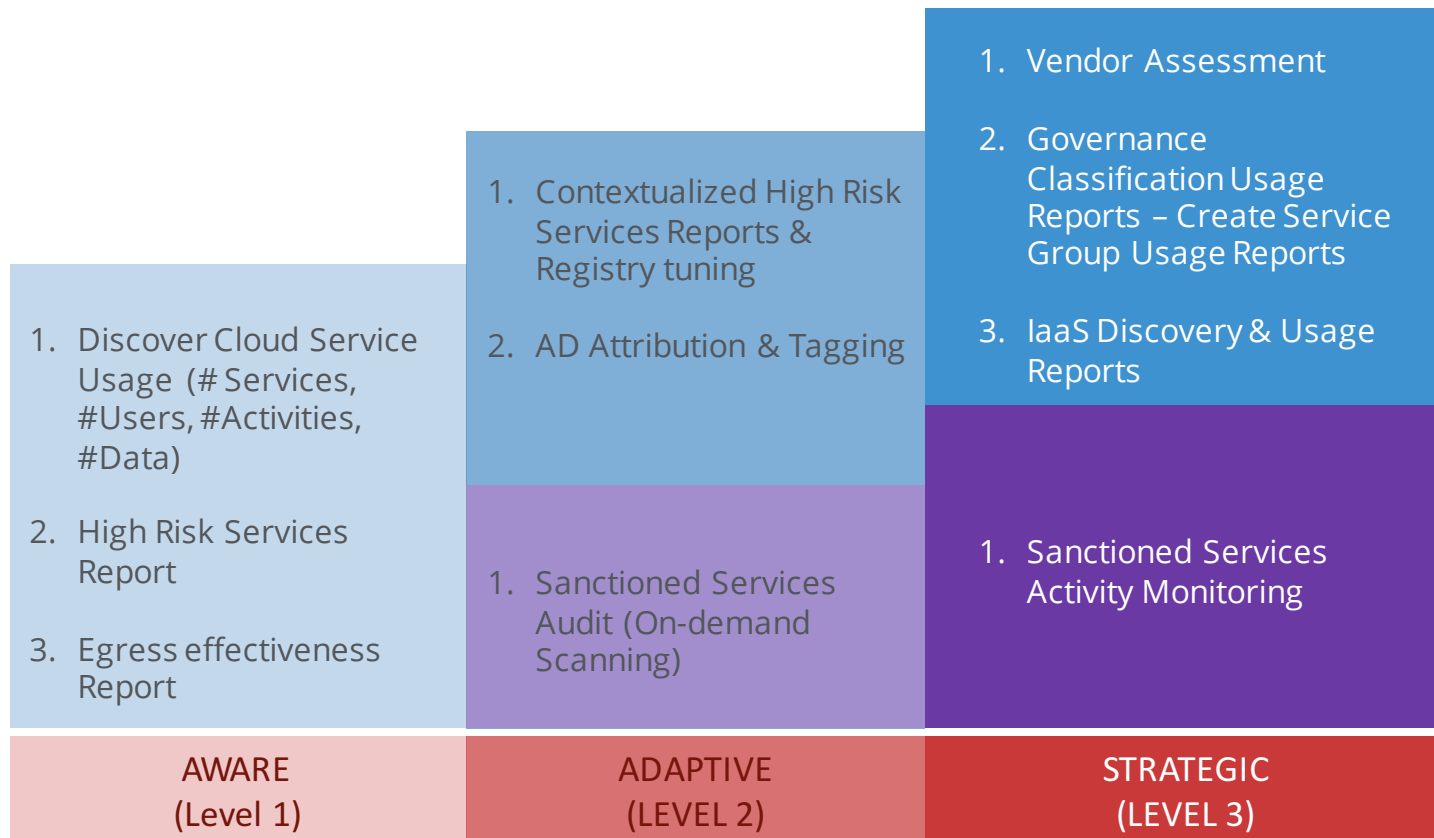 1. Discover Cloud Service
Usage (# Services,
#Users, #Activities,
#Data)
2. High Risk Services
Report
3. Egress effectiveness
Report
AWARE
(Level 1)
1. Contextualized High Risk
Services Reports &
Registry tuning
2. AD Attribution & Tagging
1. Sanctioned Services
Audit (On-demand
Scanning)
ADAPTIVE
(LEVEL 2)
1. Vendor Assessment
2. Governance
Classification Usage
Reports – Create Service
Group Usage Reports
3. IaaS Discovery & Usage
Reports
1. Sanctioned Services
Activity Monitoring
STRATEGIC
(LEVEL 3)